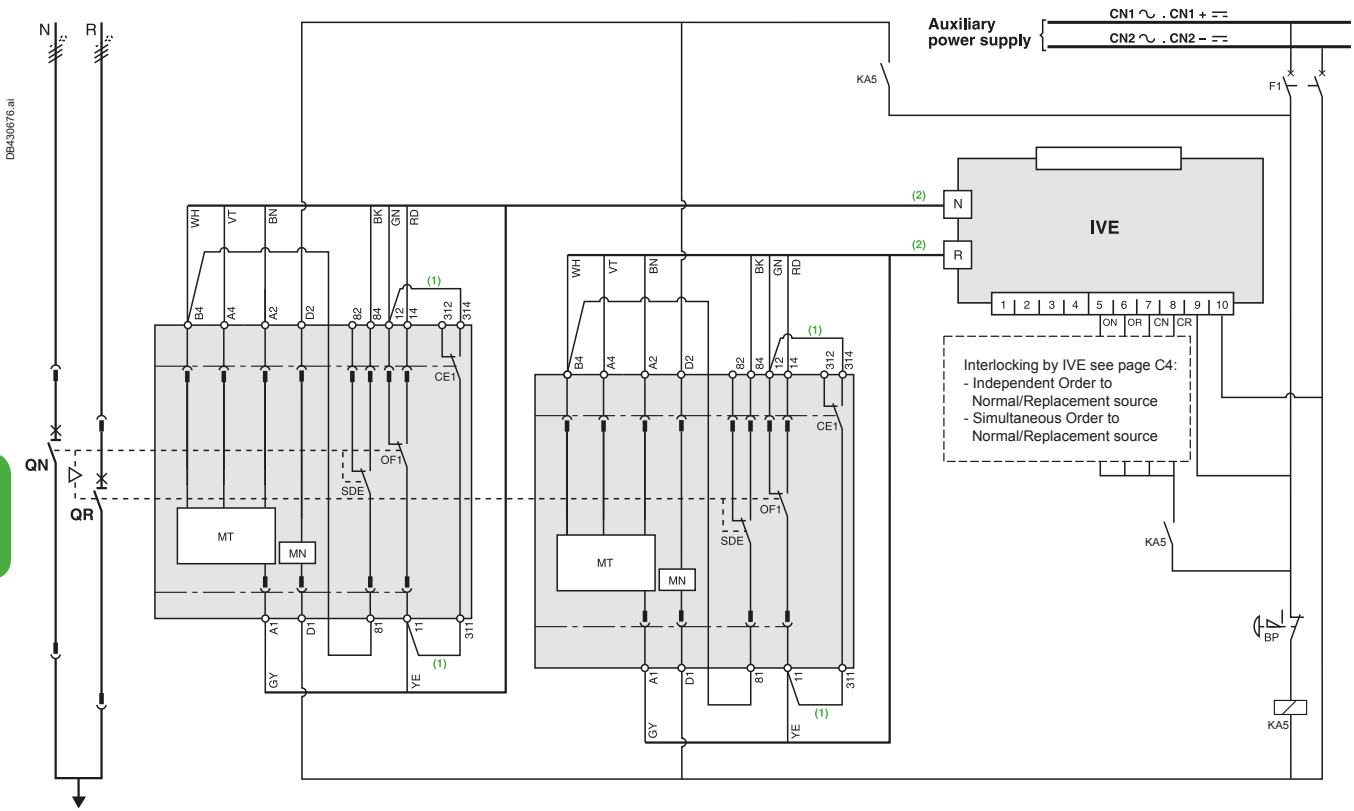 N R
Auxiliary
power supply
CN1 ∿ . CN1 + ⎓
CN2 ∿ . CN2 – ⎓
KA5
F1
DB430676.ai
(2)
N
IVE
(2)
R
WH VT BN BK GN RD
(1)
B4 A4 A2 D2 82 84 12 14 312 314
CE1
WH VT BN BK GN RD
(1)
B4 A4 A2 D2 82 84 12 14 312 314
CE1
1 2 3 4 5 6 7 8 9 10
ON OR CN CR
Interlocking by IVE see page C4:
- Independent Order to
Normal/Replacement source
- Simultaneous Order to
Normal/Replacement source
QN
QR
OF1
SDE
MT
MN
OF1
SDE
MT
MN
KA5
A1 D1 81 11 311
(1)
GY YE
A1 D1 81 11 311
(1)
GY YE
BP
KA5